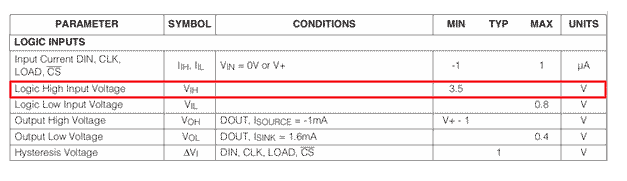 PARAMETER SYMBOL CONDITIONS MIN TYP MAX UNITS
LOGIC INPUTS
Input Current DIN, CLK,
LOAD, C̅S̅ IIH, IIL VIN = 0V or V+ -1 1 µA
Logic High Input Voltage VIH 3.5 V
Logic Low Input Voltage VIL 0.8 V
Output High Voltage VOH DOUT, ISOURCE = -1mA V+ - 1 V
Output Low Voltage VOL DOUT, ISINK = 1.6mA 0.4 V
Hysteresis Voltage ΔVI DIN, CLK, LOAD, C̅S̅ 1 V